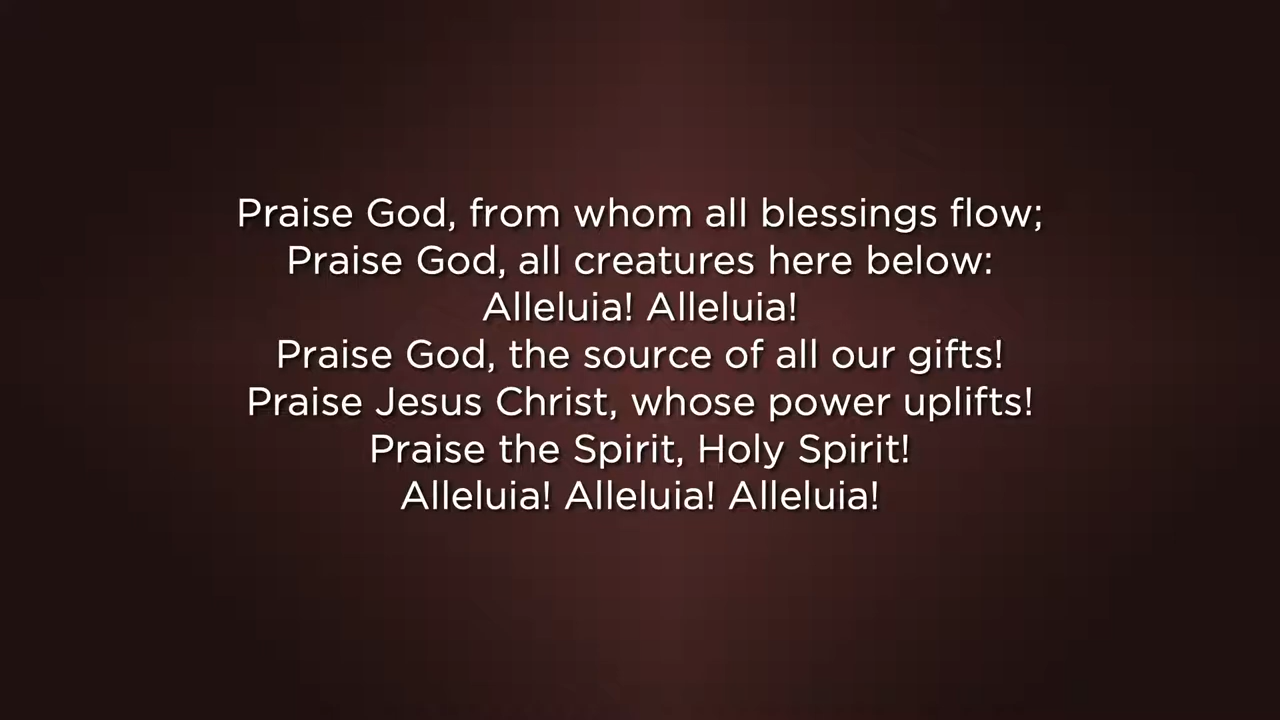 Praise God, from whom all blessings flow;
Praise God, all creatures here below:
Alleluia! Alleluia!
Praise God, the source of all our gifts!
Praise Jesus Christ, whose power uplifts!
Praise the Spirit, Holy Spirit!
Alleluia! Alleluia! Alleluia!